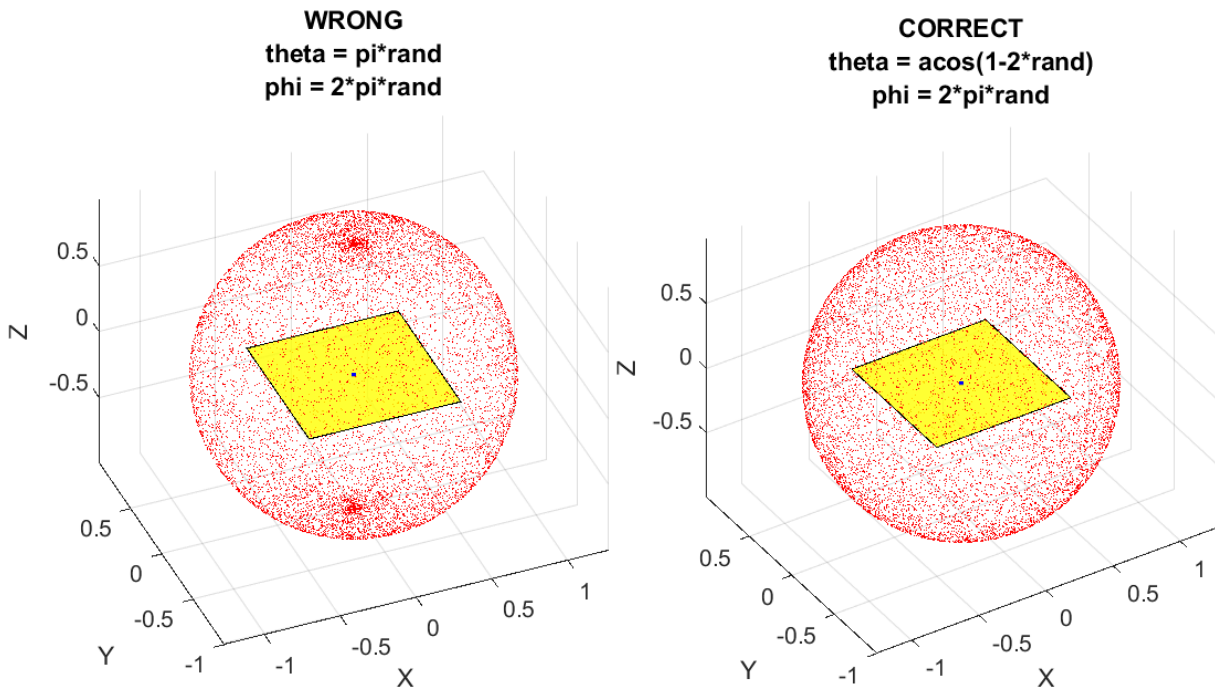 WRONG
theta = pi*rand
phi = 2*pi*rand
CORRECT
theta = acos(1-2*rand)
phi = 2*pi*rand
0.5
0
-0.5
Z
0.5
0
-0.5
-1
Y
-1
-0.5
0
0.5
1
X
0.5
0
-0.5
Z
0.5
0
-0.5
-1
Y
-1
-0.5
0
0.5
1
X